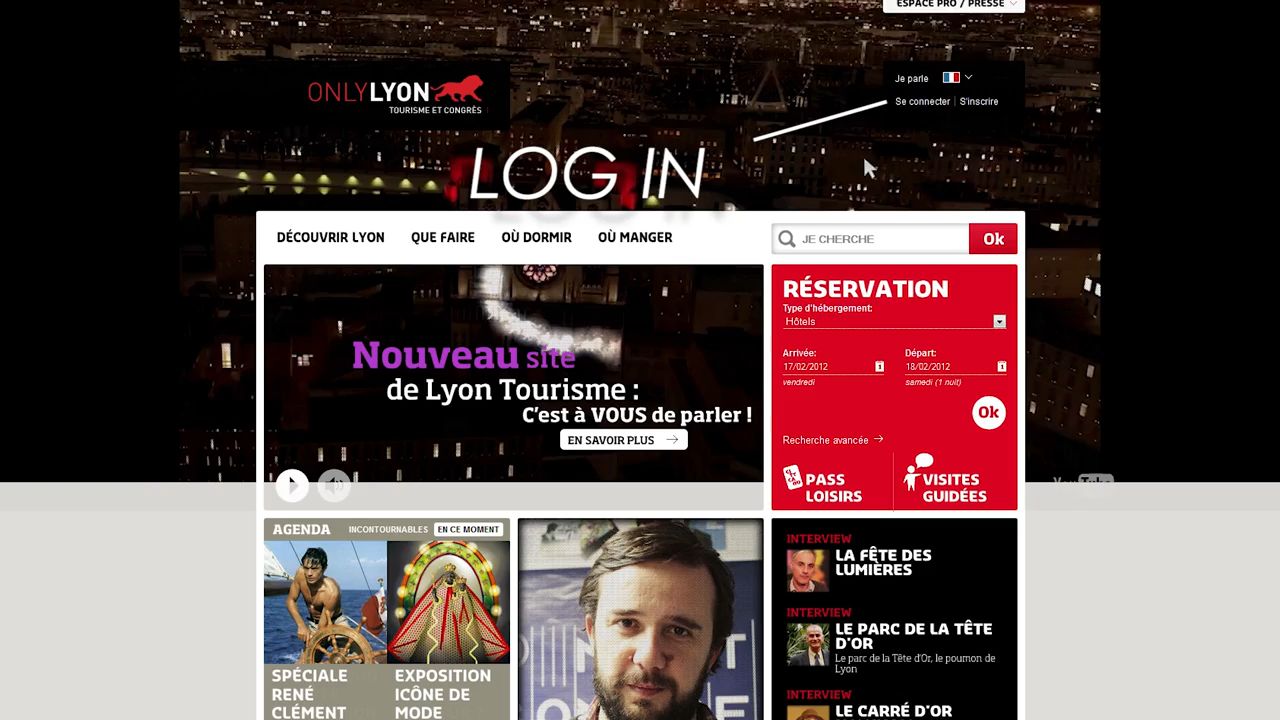 ESPACE PRO / PRESSE
Je parle
ONLYLYON
TOURISME ET CONGRÈS
Se connecter | S'inscrire
LOG IN
DÉCOUVRIR LYON
QUE FAIRE
OÙ DORMIR
OÙ MANGER
JE CHERCHE
Ok
Nouveau site
de Lyon Tourisme :
C'est à VOUS de parler !
EN SAVOIR PLUS
RÉSERVATION
Type d'hébergement:
Hôtels
Arrivée:
Départ:
17/02/2012
18/02/2012
vendredi
samedi (1 nuit)
Ok
Recherche avancée
PASS
LOISIRS
VISITES
GUIDÉES
YouTube
AGENDA
INCONTOURNABLES
EN CE MOMENT
SPÉCIALE
RENÉ
CLÉMENT
EXPOSITION
ICÔNE DE
MODE
INTERVIEW
LA FÊTE DES
LUMIÈRES
INTERVIEW
LE PARC DE LA TÊTE
D'OR
Le parc de la Tête d'Or, le poumon de
Lyon
INTERVIEW
LE CARRÉ D'OR